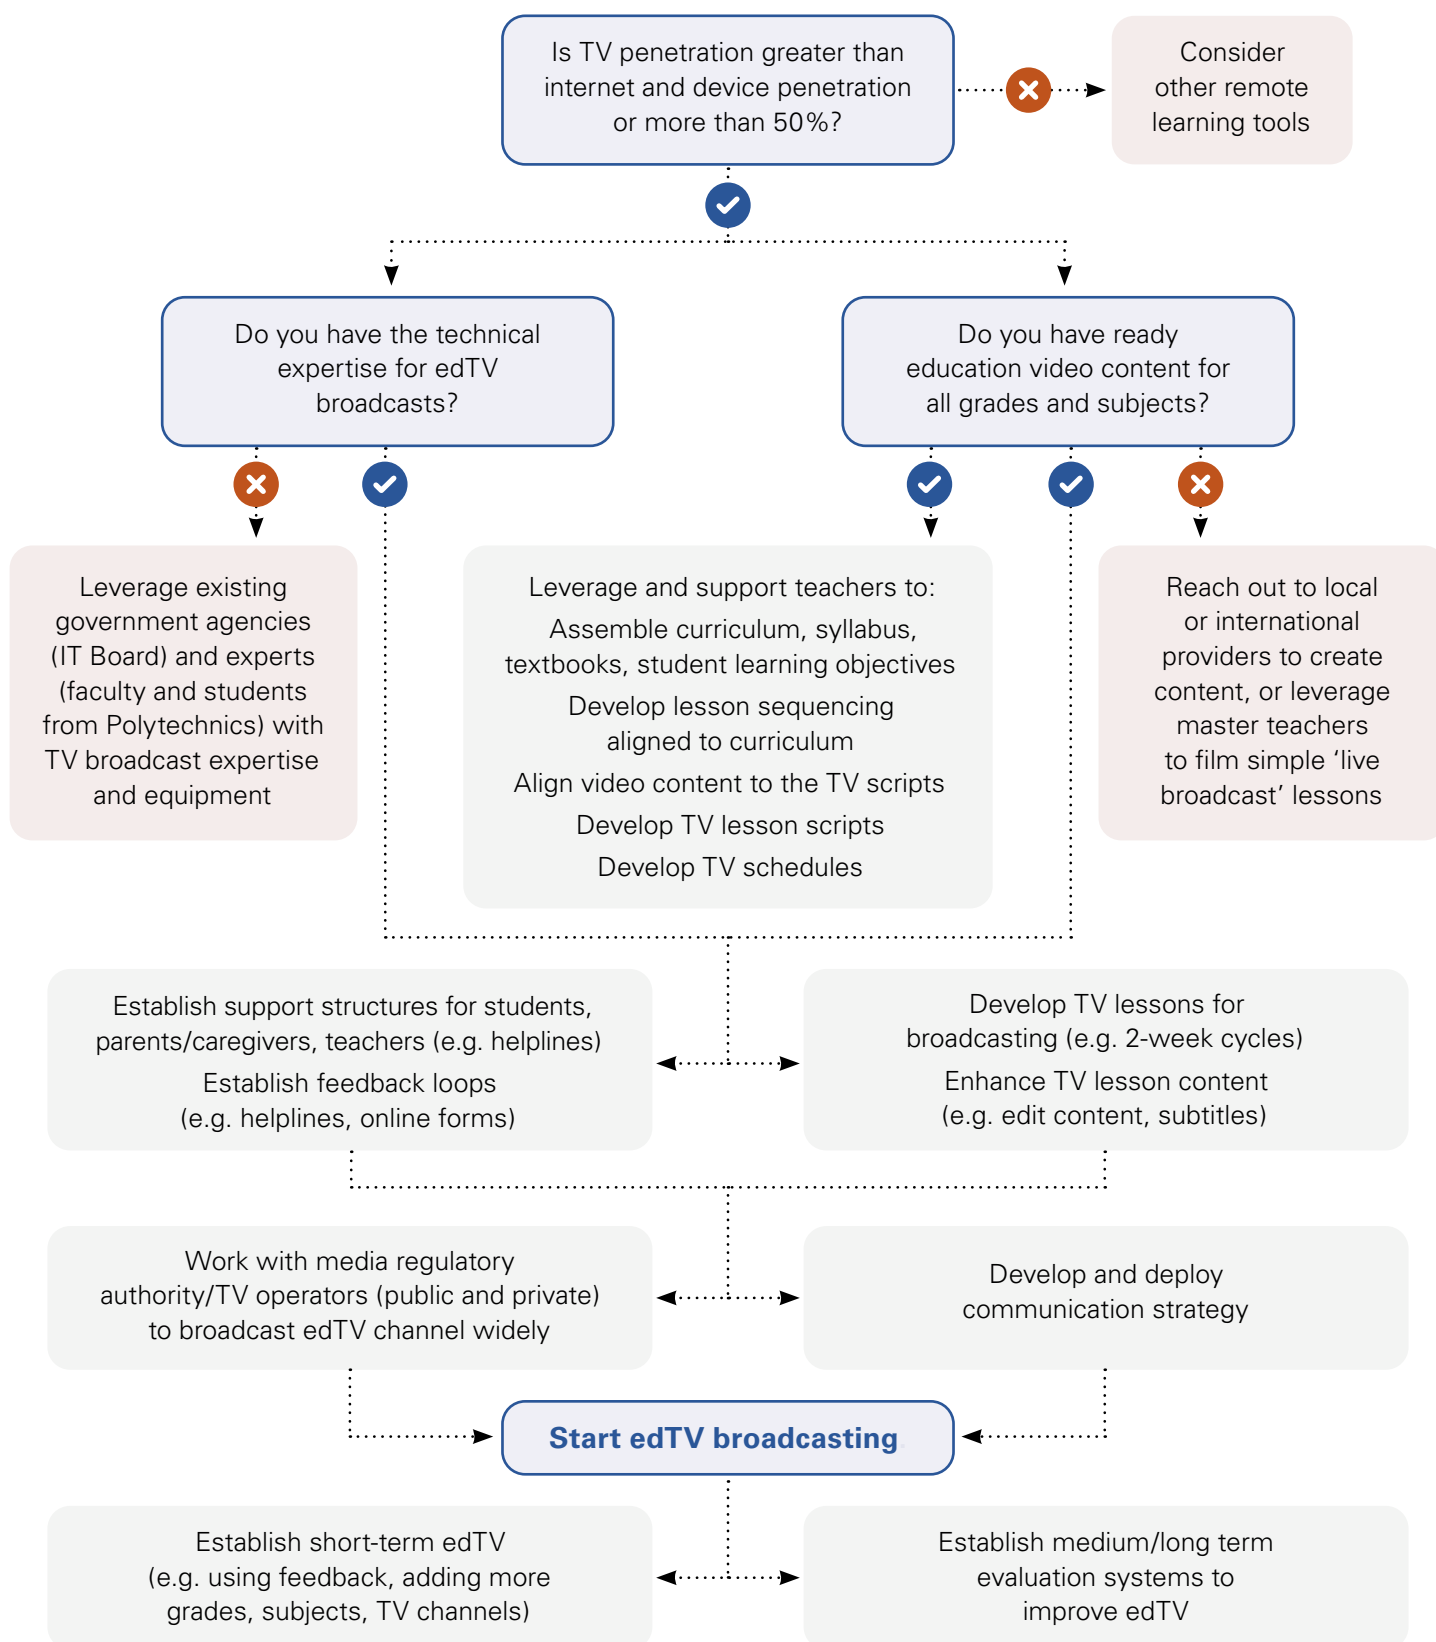 Is TV penetration greater than
internet and device penetration
or more than 50%?
Consider
other remote
learning tools
Do you have the technical
expertise for edTV
broadcasts?
Do you have ready
education video content for
all grades and subjects?
Leverage existing
government agencies
(IT Board) and experts
(faculty and students
from Polytechnics) with
TV broadcast expertise
and equipment
Leverage and support teachers to:
Assemble curriculum, syllabus,
textbooks, student learning objectives
Develop lesson sequencing
aligned to curriculum
Align video content to the TV scripts
Develop TV lesson scripts
Develop TV schedules
Reach out to local
or international
providers to create
content, or leverage
master teachers
to film simple ‘live
broadcast’ lessons
Establish support structures for students,
parents/caregivers, teachers (e.g. helplines)
Establish feedback loops
(e.g. helplines, online forms)
Develop TV lessons for
broadcasting (e.g. 2-week cycles)
Enhance TV lesson content
(e.g. edit content, subtitles)
Work with media regulatory
authority/TV operators (public and private)
to broadcast edTV channel widely
Develop and deploy
communication strategy
Start edTV broadcasting.
Establish short-term edTV
(e.g. using feedback, adding more
grades, subjects, TV channels)
Establish medium/long term
evaluation systems to
improve edTV